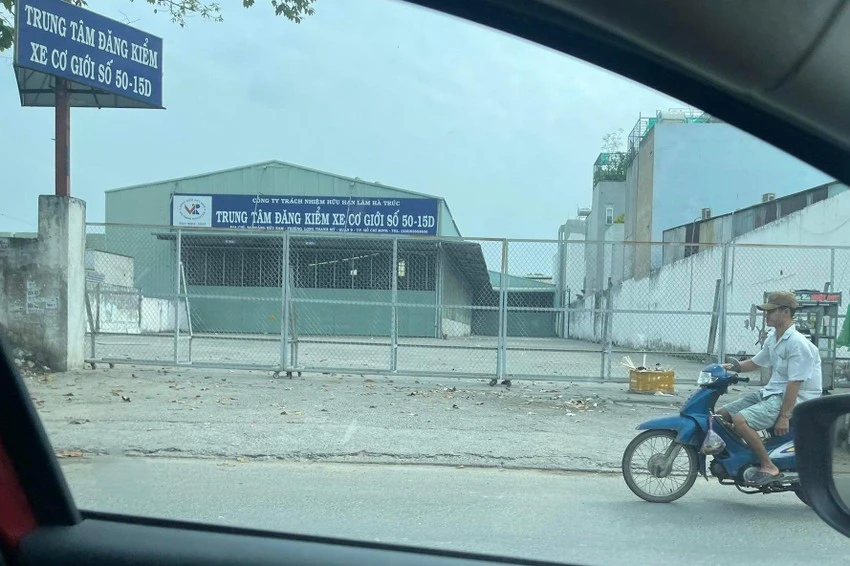 TRUNG TÂM ĐĂNG KIỂM
XE CƠ GIỚI SỐ 50-15D
CÔNG TY TRÁCH NHIỆM HỮU HẠN LÂM HÀ TRÚC
TRUNG TÂM ĐĂNG KIỂM XE CƠ GIỚI SỐ 50-15D